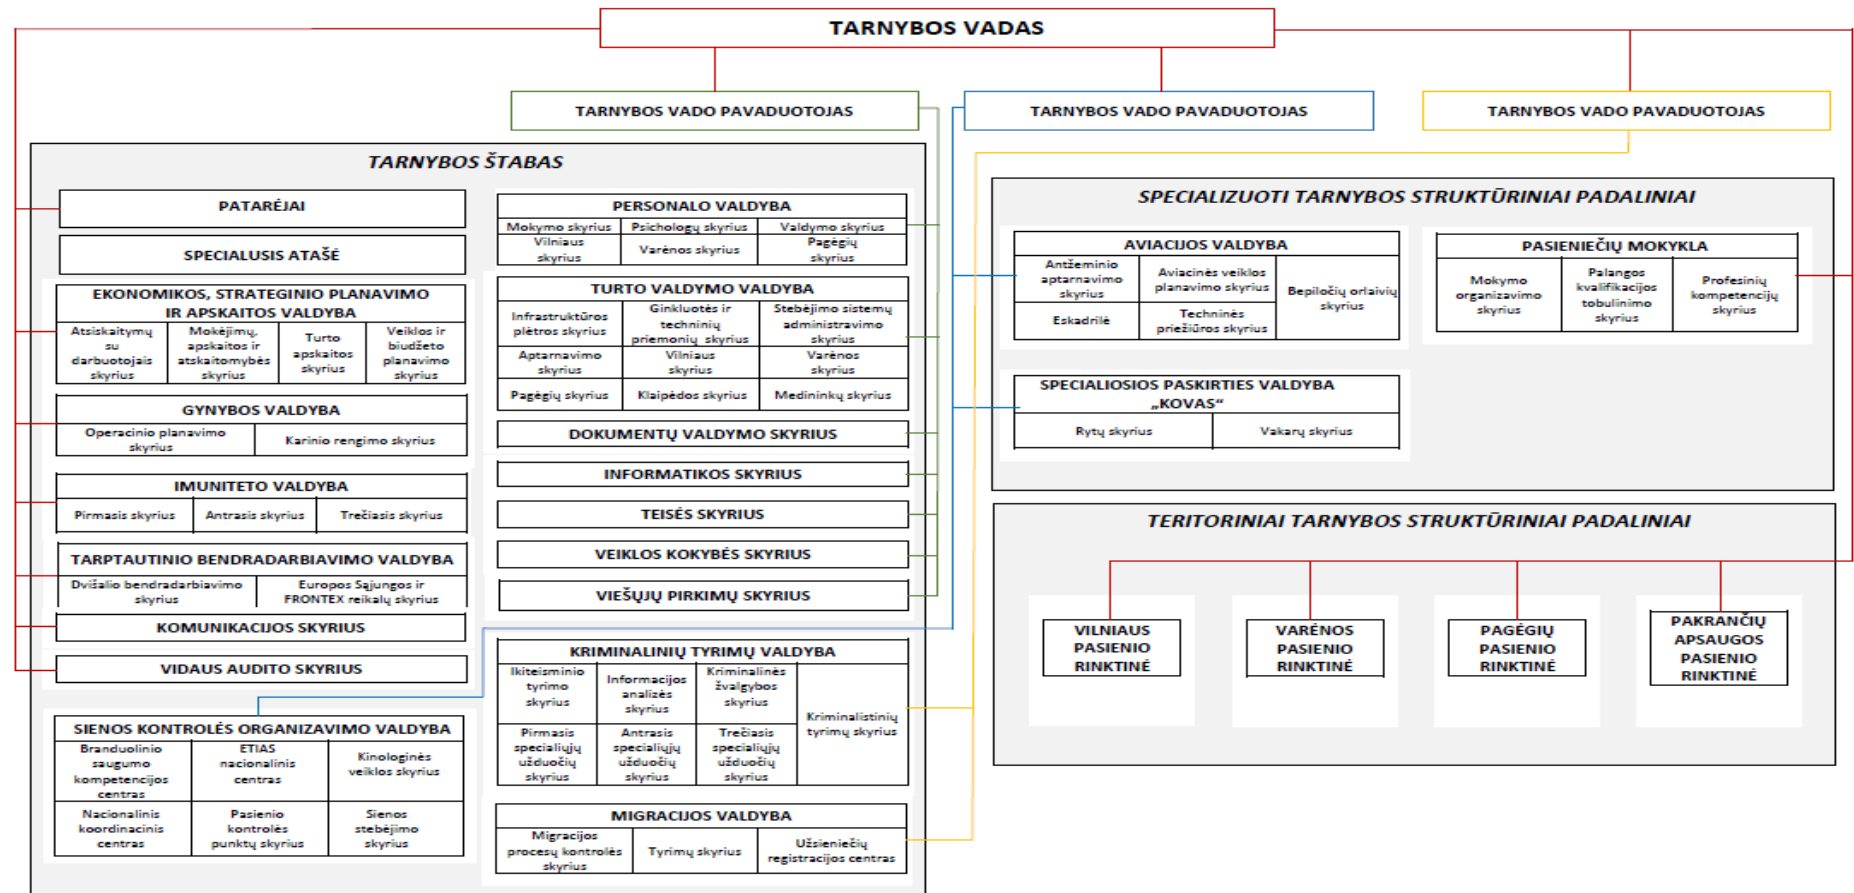 TARNYBOS VADAS
TARNYBOS VADO PAVADUOTOJAS
TARNYBOS VADO PAVADUOTOJAS
TARNYBOS VADO PAVADUOTOJAS
TARNYBOS ŠTABAS
PATARĖJAI
SPECIALUSIS ATAŠĖ
EKONOMIKOS, STRATEGINIO PLANAVIMO
IR APSKAITOS VALDYBA
Atsiskaitymų
su
darbuotojais
skyrius
Mokėjimų,
apskaitos ir
atskaitomybės
skyrius
Turto
apskaitos
skyrius
Veiklos ir
biudžeto
planavimo
skyrius
GYNYBOS VALDYBA
Operacinio planavimo
skyrius
Karinio rengimo skyrius
IMUNITETO VALDYBA
Pirmasis skyrius
Antrasis skyrius
Trečiasis skyrius
TARPTAUTINIO BENDRADARBIAVIMO VALDYBA
Dvišalio bendradarbiavimo
skyrius
Europos Sąjungos ir
FRONTEX reikalų skyrius
KOMUNIKACIJOS SKYRIUS
VIDAUS AUDITO SKYRIUS
SIENOS KONTROLĖS ORGANIZAVIMO VALDYBA
Branduolinio
saugumo
kompetencijos
centras
ETIAS
nacionalinis
centras
Kinologinės
veiklos skyrius
Nacionalinis
koordinacinis
centras
Pasienio
kontrolės
punktų skyrius
Sienos
stebėjimo
skyrius
PERSONALO VALDYBA
Mokymo skyrius
Psichologų skyrius
Valdymo skyrius
Vilniaus
skyrius
Varėnos skyrius
Pagėgių
skyrius
TURTO VALDYMO VALDYBA
Infrastruktūros
plėtros skyrius
Ginkluotės ir
techninių
priemonių skyrius
Stebėjimo sistemų
administravimo
skyrius
Aptarnavimo
skyrius
Vilniaus
skyrius
Varėnos
skyrius
Pagėgių skyrius
Klaipėdos skyrius
Medininkų skyrius
DOKUMENTŲ VALDYMO SKYRIUS
INFORMATIKOS SKYRIUS
TEISĖS SKYRIUS
VEIKLOS KOKYBĖS SKYRIUS
VIEŠŲJŲ PIRKIMŲ SKYRIUS
KRIMINALINIŲ TYRIMŲ VALDYBA
Ikiteisminio
tyrimo
skyrius
Informacijos
analizės
skyrius
Kriminalinės
žvalgybos
skyrius
Kriminalistinių
tyrimų skyrius
Pirmasis
specialiųjų
užduočių
skyrius
Antrasis
specialiųjų
užduočių
skyrius
Trečiasis
specialiųjų
užduočių
skyrius
MIGRACIJOS VALDYBA
Migracijos
procesų kontrolės
skyrius
Tyrimų skyrius
Užsieniečių
registracijos centras
SPECIALIZUOTI TARNYBOS STRUKTŪRINIAI PADALINIAI
AVIACIJOS VALDYBA
Antžeminio
aptarnavimo
skyrius
Aviacinės veiklos
planavimo skyrius
Bepiločių orlaivių
skyrius
Eskadrilė
Techninės
priežiūros skyrius
PASIENIEČIŲ MOKYKLA
Mokymo
organizavimo
skyrius
Palangos
kvalifikacijos
tobulinimo
skyrius
Profesinių
kompetencijų
skyrius
SPECIALIOSIOS PASKIRTIES VALDYBA
„KOVAS“
Rytų skyrius
Vakarų skyrius
TERITORINIAI TARNYBOS STRUKTŪRINIAI PADALINIAI
VILNIAUS
PASIENIO
RINKTINĖ
VARĖNOS
PASIENIO
RINKTINĖ
PAGĖGIŲ
PASIENIO
RINKTINĖ
PAKRANČIŲ
APSAUGOS
PASIENIO
RINKTINĖ